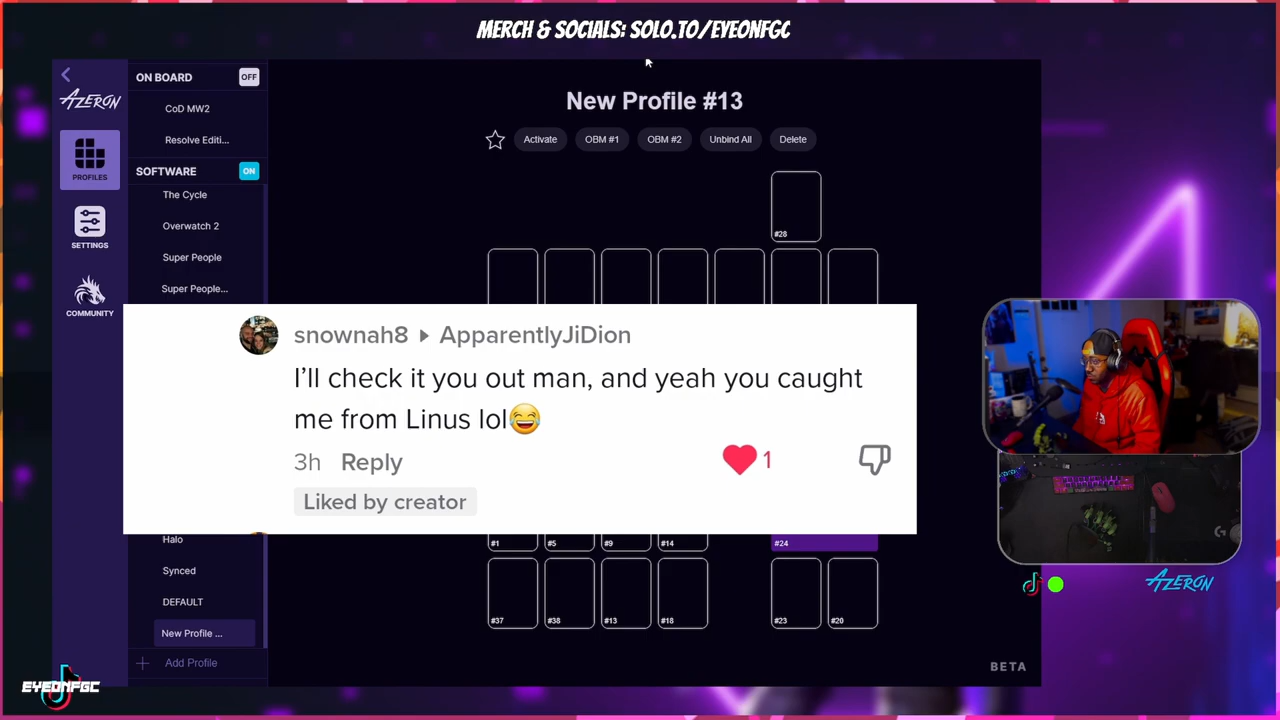 MERCH & SOCIALS: SOLO.TO/EYEONFGC
AZERON
PROFILES
SETTINGS
COMMUNITY
ON BOARD
OFF
CoD MW2
Resolve Editi...
SOFTWARE
ON
The Cycle
Overwatch 2
Super People
Super People...
Halo
Synced
DEFAULT
New Profile ...
Add Profile
New Profile #13
Activate
OBM #1
OBM #2
Unbind All
Delete
#28
snownah8 ▸ ApparentlyJiDion
I'll check it you out man, and yeah you caught
me from Linus lol😂
3h Reply
1
Liked by creator
#1 #5 #9 #14 #24
#37 #38 #13 #18 #23 #20
BETA
AZERON
EYEONFGC